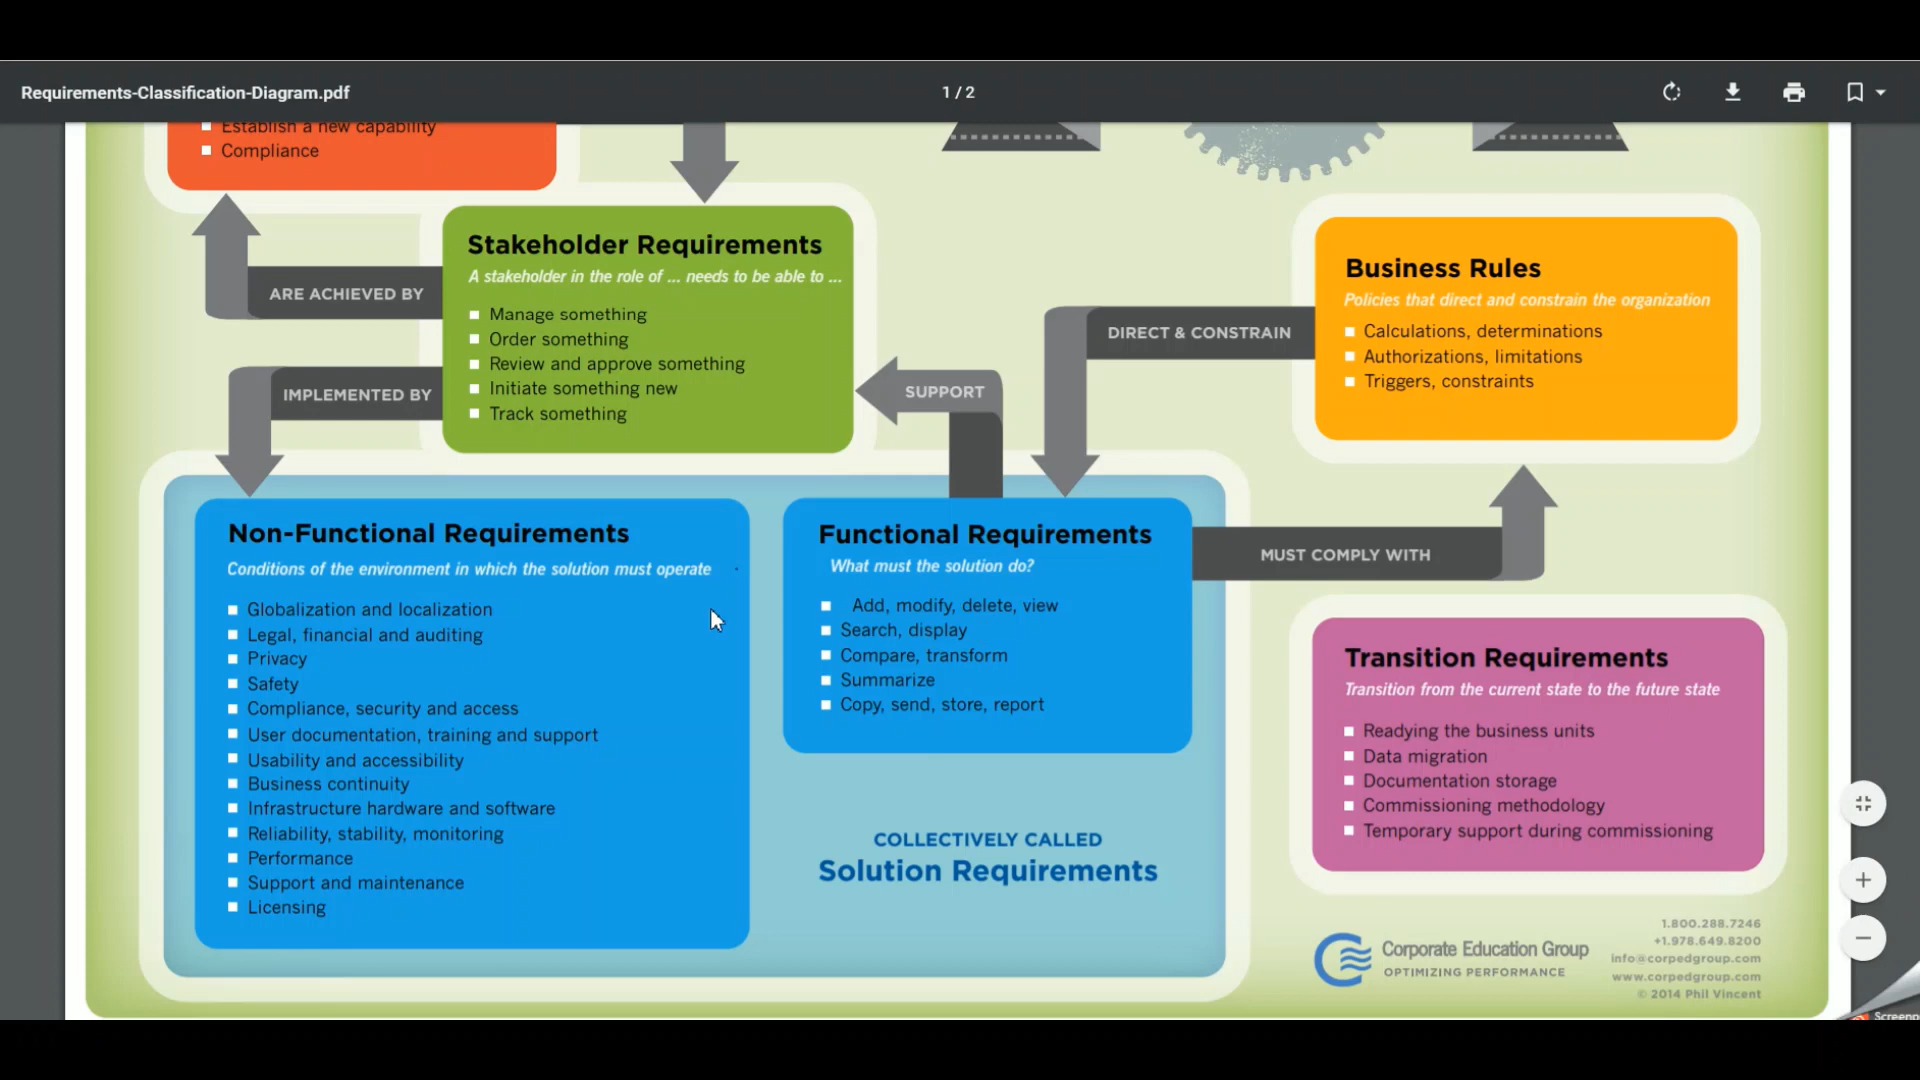 Requirements-Classification-Diagram.pdf
1 / 2
Establish a new capability
Compliance
Stakeholder Requirements
A stakeholder in the role of ... needs to be able to ...
Manage something
Order something
Review and approve something
Initiate something new
Track something
ARE ACHIEVED BY
IMPLEMENTED BY
SUPPORT
DIRECT & CONSTRAIN
Business Rules
Policies that direct and constrain the organization
Calculations, determinations
Authorizations, limitations
Triggers, constraints
Non-Functional Requirements
Conditions of the environment in which the solution must operate
Globalization and localization
Legal, financial and auditing
Privacy
Safety
Compliance, security and access
User documentation, training and support
Usability and accessibility
Business continuity
Infrastructure hardware and software
Reliability, stability, monitoring
Performance
Support and maintenance
Licensing
Functional Requirements
What must the solution do?
Add, modify, delete, view
Search, display
Compare, transform
Summarize
Copy, send, store, report
COLLECTIVELY CALLED
Solution Requirements
MUST COMPLY WITH
Transition Requirements
Transition from the current state to the future state
Readying the business units
Data migration
Documentation storage
Commissioning methodology
Temporary support during commissioning
Corporate Education Group
OPTIMIZING PERFORMANCE
1.800.288.7246
+1.978.649.8200
info@corpedgroup.com
www.corpedgroup.com
© 2014 Phil Vincent